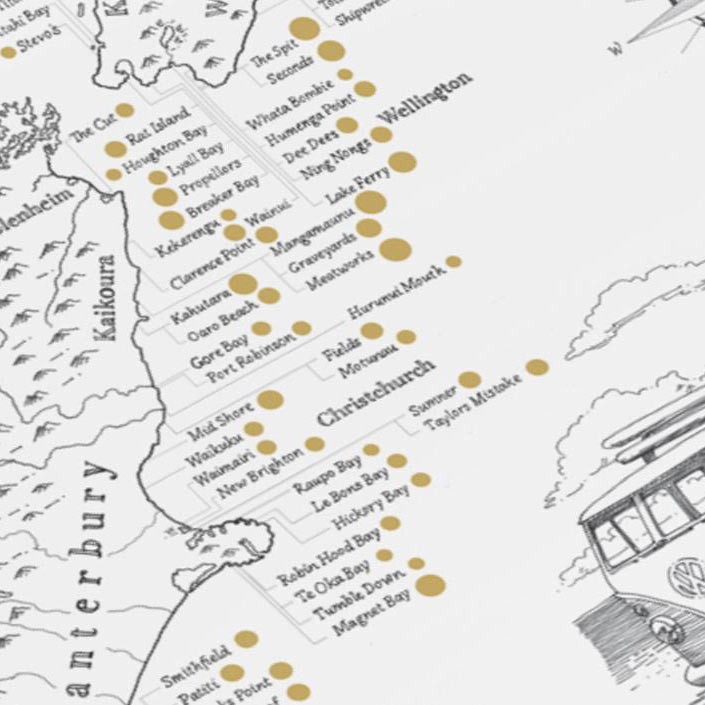 Stevo's
The Spit
Seconds
Whata Bombie
Humenga Point
Dee Dees
Ning Nongs
Wellington
Lake Ferry
The Cut
Rat Island
Houghton Bay
Lyall Bay
Propellors
Breaker Bay
Wainui
Kekerengu
Clarence Point
Mangamaunu
Graveyards
Meatworks
Kaikoura
Kahutara
Oaro Beach
Gore Bay
Port Robinson
Hurunui Mouth
Fields
Motunau
Christchurch
Sumner
Taylors Mistake
Mid Shore
Waikuku
Waimairi
New Brighton
Raupo Bay
Le Bons Bay
Hickory Bay
Robin Hood Bay
Te Oka Bay
Tumble Down
Magnet Bay
anterbury
Smithfield
Patiti
Point
W